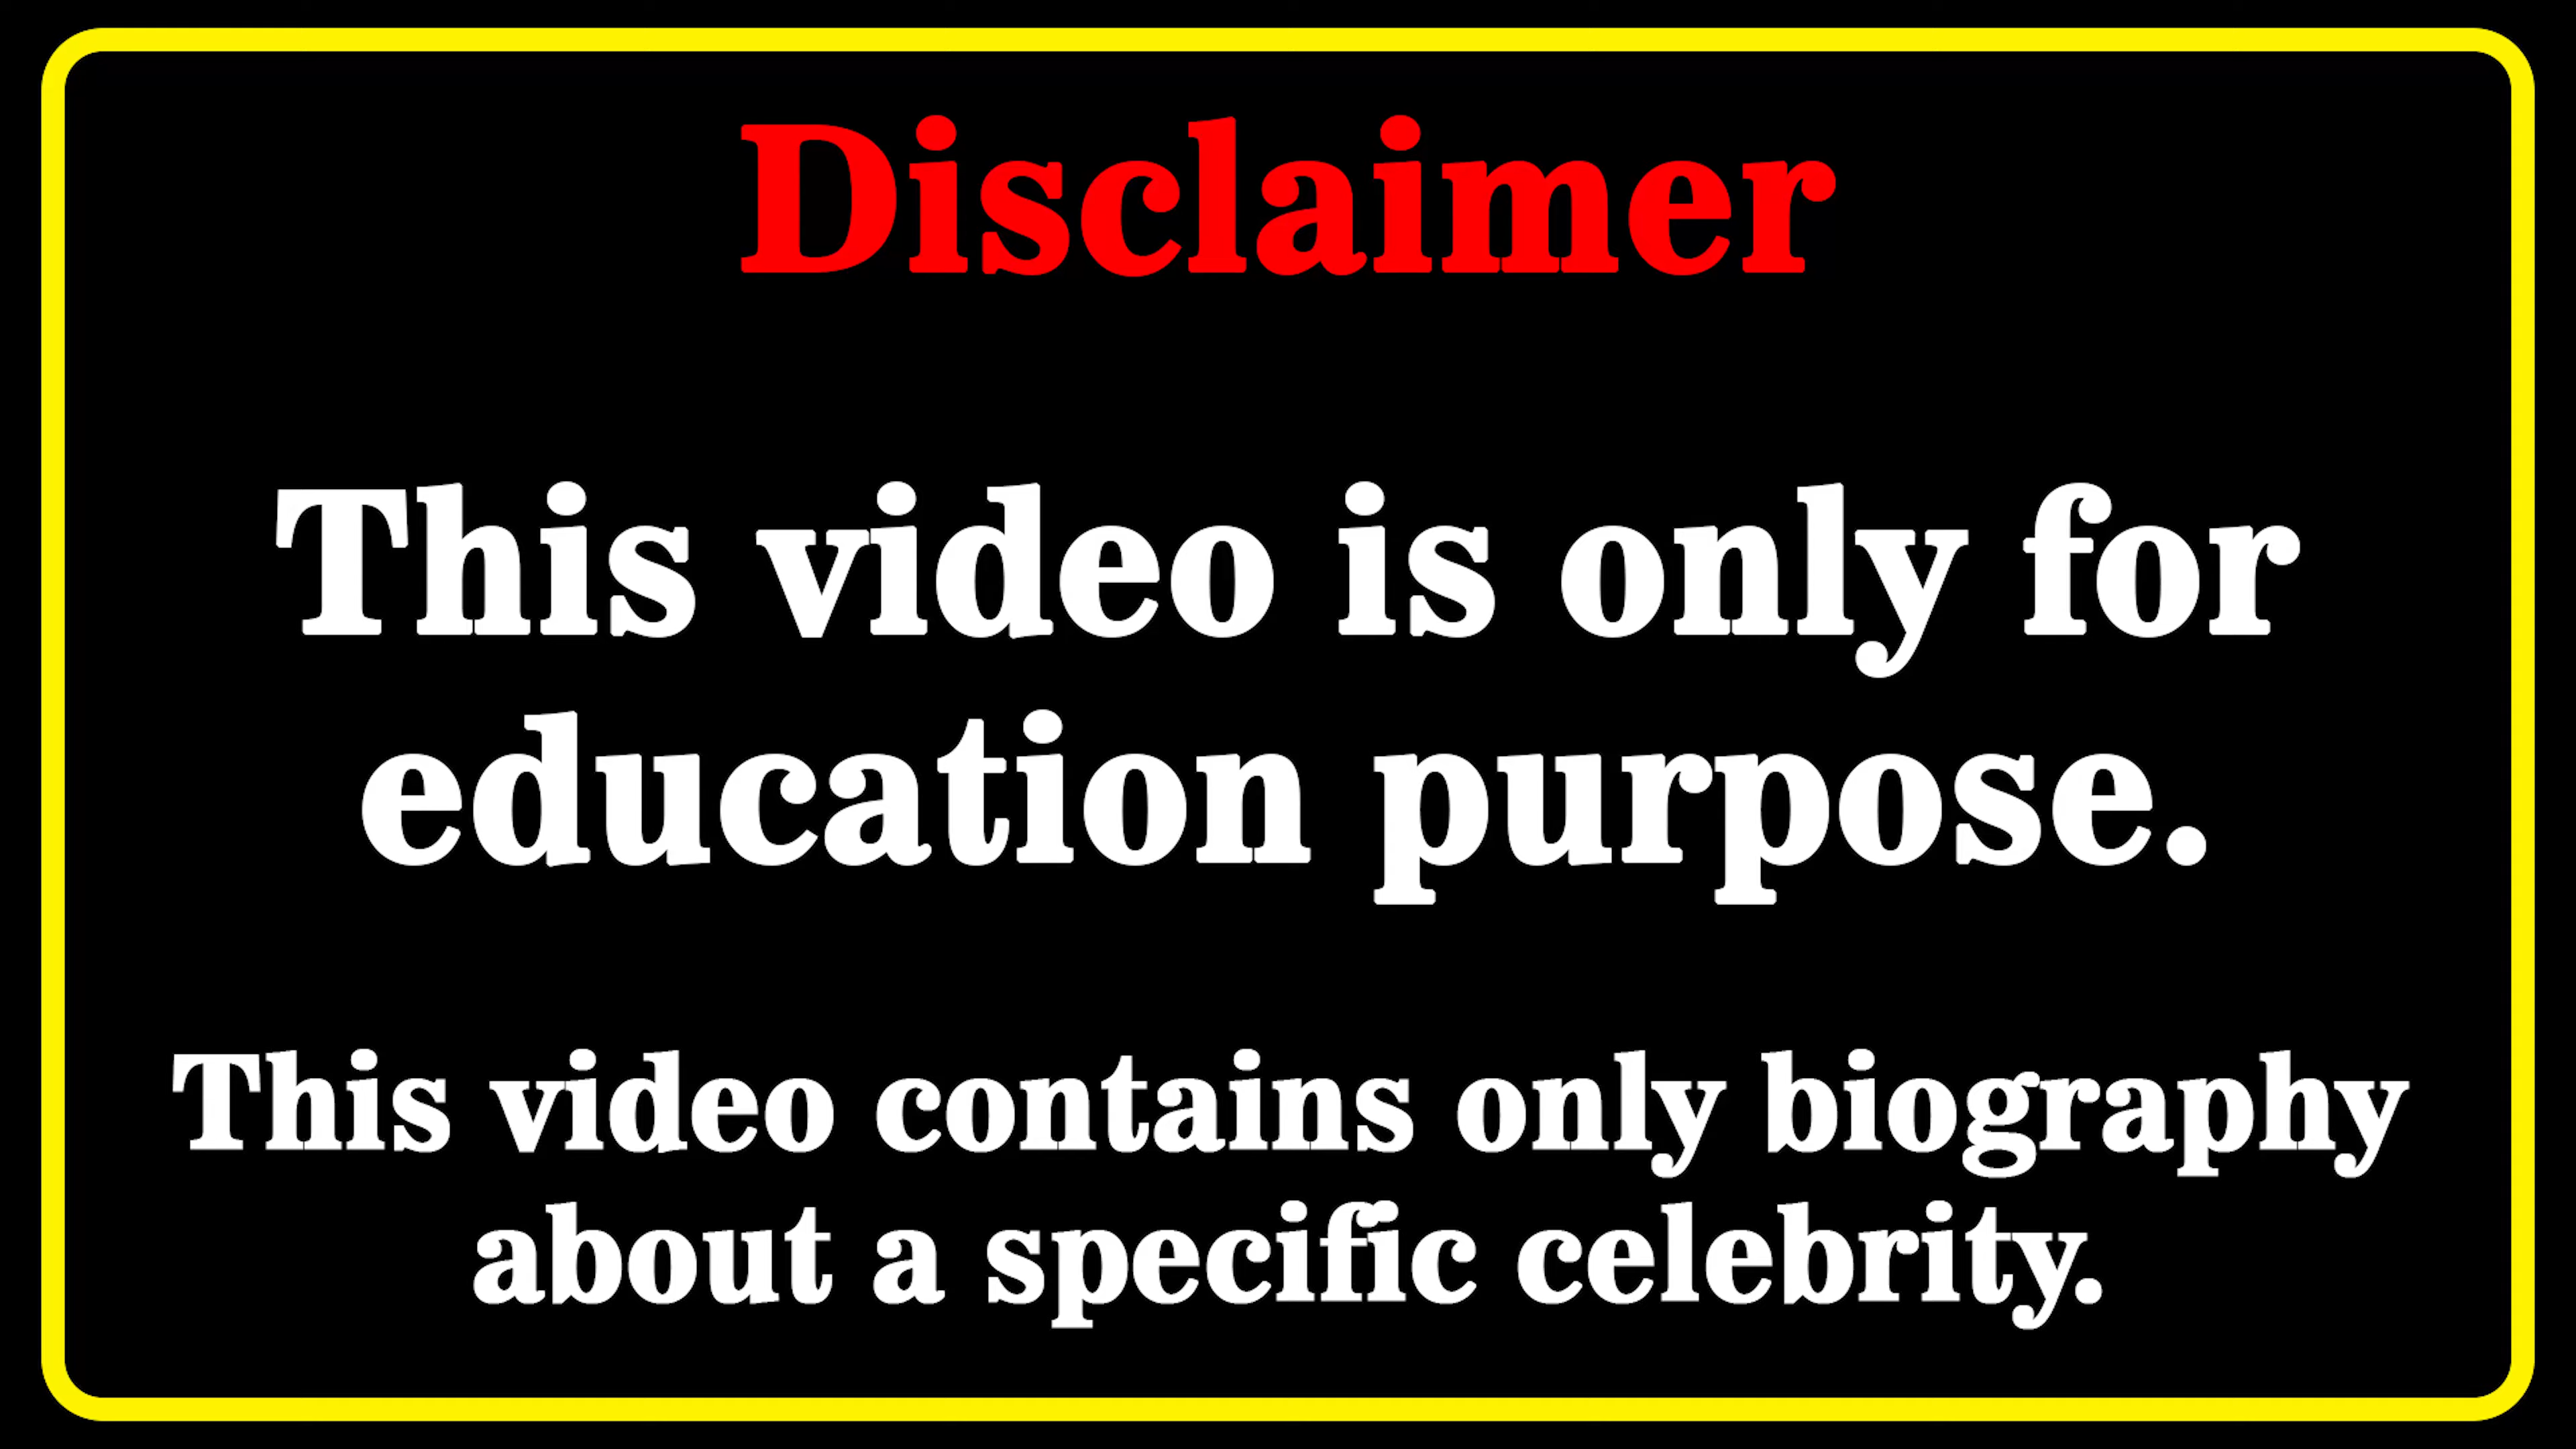 Disclaimer
This video is only for
education purpose.
This video contains only biography
about a specific celebrity.